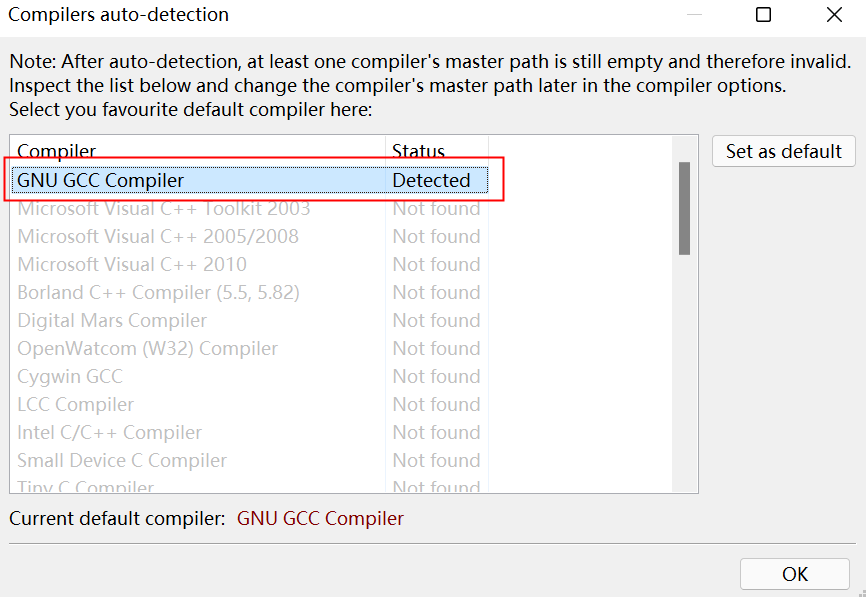 Compilers auto-detection
Note: After auto-detection, at least one compiler's master path is still empty and therefore invalid.
Inspect the list below and change the compiler's master path later in the compiler options.
Select you favourite default compiler here:
Compiler Status
Set as default
GNU GCC Compiler Detected
Microsoft Visual C++ Toolkit 2003 Not found
Microsoft Visual C++ 2005/2008 Not found
Microsoft Visual C++ 2010 Not found
Borland C++ Compiler (5.5, 5.82) Not found
Digital Mars Compiler Not found
OpenWatcom (W32) Compiler Not found
Cygwin GCC Not found
LCC Compiler Not found
Intel C/C++ Compiler Not found
Small Device C Compiler Not found
Tiny C Compiler Not found
Current default compiler: GNU GCC Compiler
OK